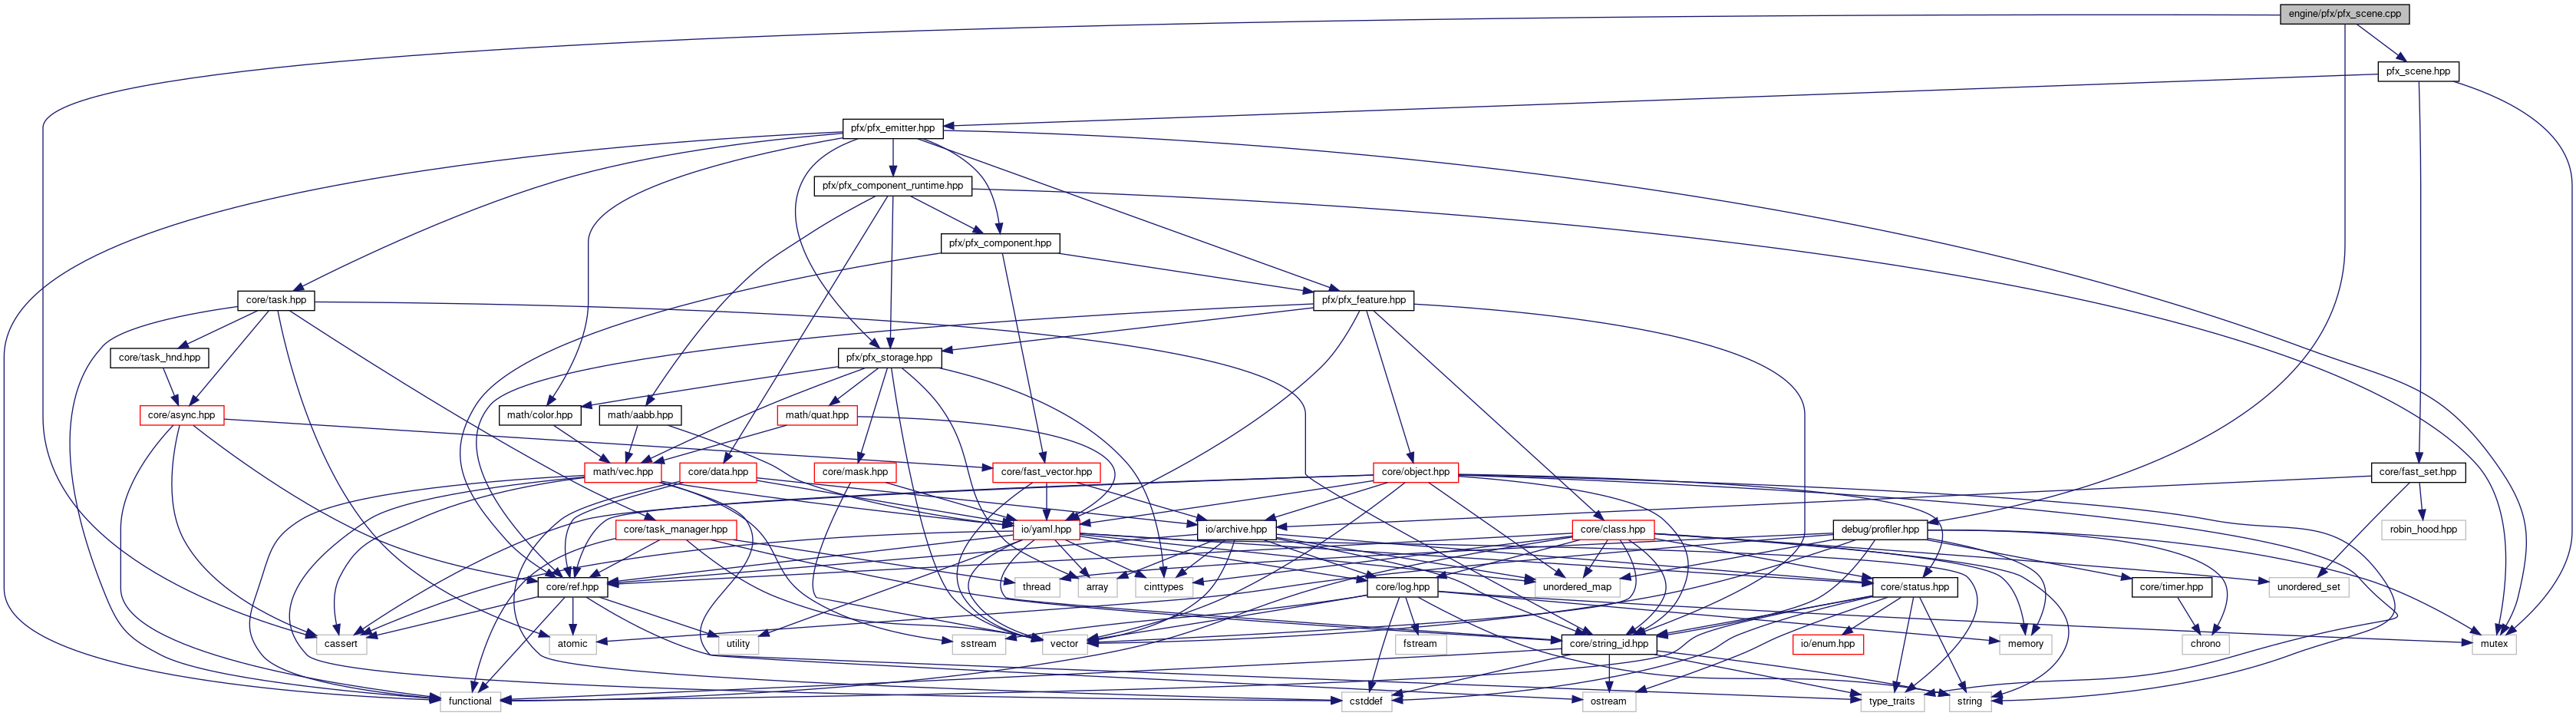 engine/pfx/pfx_scene.cpp
pfx_scene.hpp
pfx/pfx_emitter.hpp
pfx/pfx_component_runtime.hpp
pfx/pfx_component.hpp
core/task.hpp
pfx/pfx_feature.hpp
core/task_hnd.hpp
pfx/pfx_storage.hpp
core/async.hpp
math/color.hpp
math/aabb.hpp
math/quat.hpp
math/vec.hpp
core/data.hpp
core/mask.hpp
core/fast_vector.hpp
core/object.hpp
core/fast_set.hpp
core/task_manager.hpp
io/yaml.hpp
io/archive.hpp
core/class.hpp
debug/profiler.hpp
robin_hood.hpp
core/ref.hpp
thread
array
cinttypes
unordered_map
core/log.hpp
core/status.hpp
core/timer.hpp
unordered_set
cassert
atomic
utility
sstream
vector
fstream
core/string_id.hpp
io/enum.hpp
memory
chrono
mutex
functional
cstddef
ostream
type_traits
string